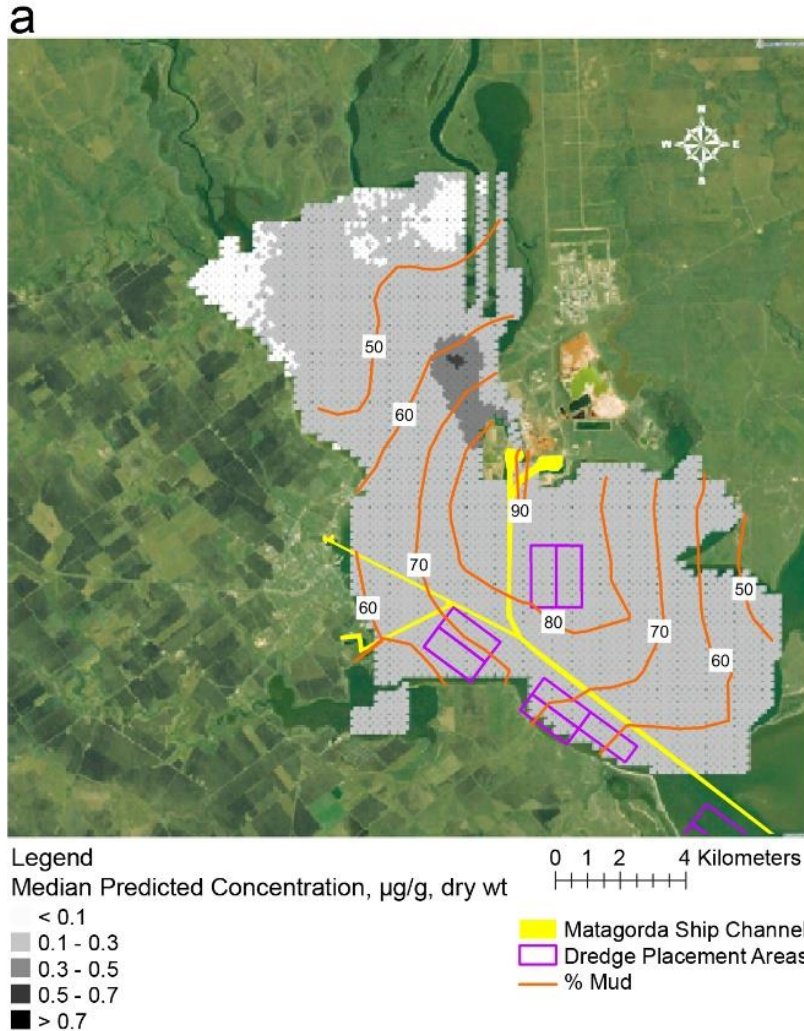 a
N
W E
S
50
60
90
70
60
80
50
70
60
Legend
Median Predicted Concentration, µg/g, dry wt
< 0.1
0.1 - 0.3
0.3 - 0.5
0.5 - 0.7
> 0.7
0 1 2 4 Kilometers
Matagorda Ship Channel
Dredge Placement Areas
% Mud